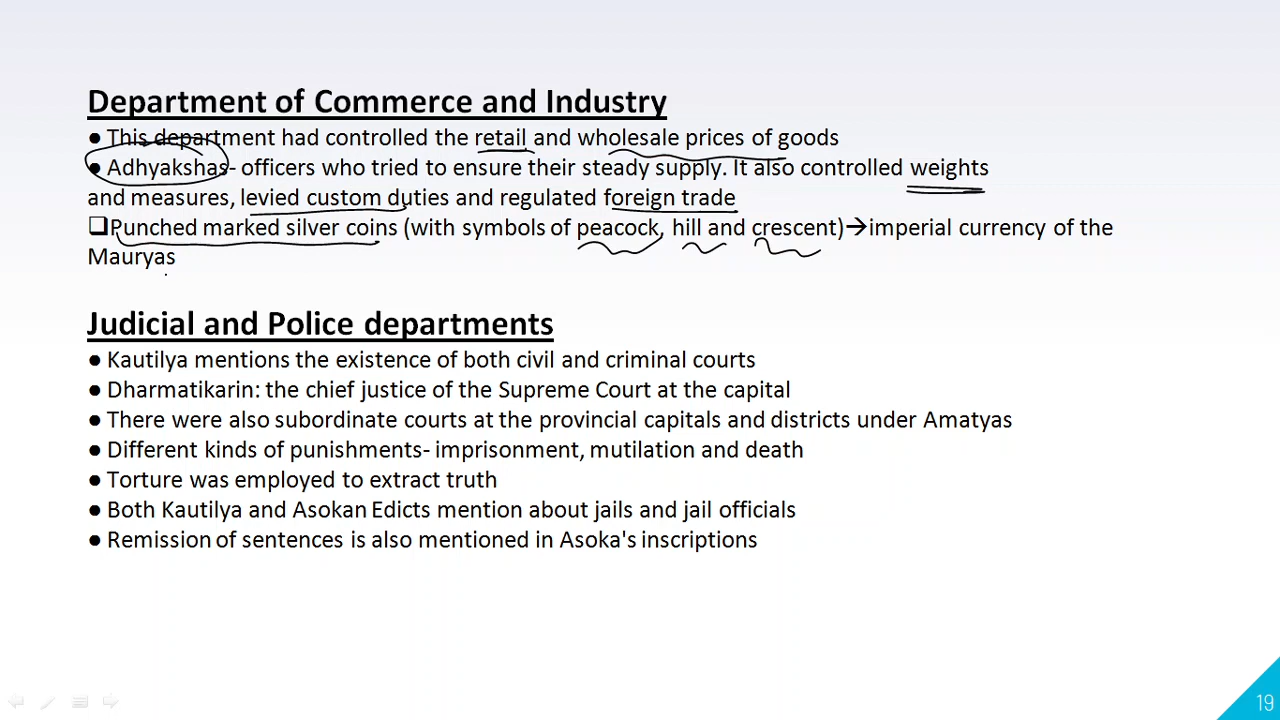 Department of Commerce and Industry
● This department had controlled the retail and wholesale prices of goods
● Adhyakshas- officers who tried to ensure their steady supply. It also controlled weights
and measures, levied custom duties and regulated foreign trade
❑Punched marked silver coins (with symbols of peacock, hill and crescent)→imperial currency of the
Mauryas
Judicial and Police departments
● Kautilya mentions the existence of both civil and criminal courts
● Dharmatikarin: the chief justice of the Supreme Court at the capital
● There were also subordinate courts at the provincial capitals and districts under Amatyas
● Different kinds of punishments- imprisonment, mutilation and death
● Torture was employed to extract truth
● Both Kautilya and Asokan Edicts mention about jails and jail officials
● Remission of sentences is also mentioned in Asoka's inscriptions
19